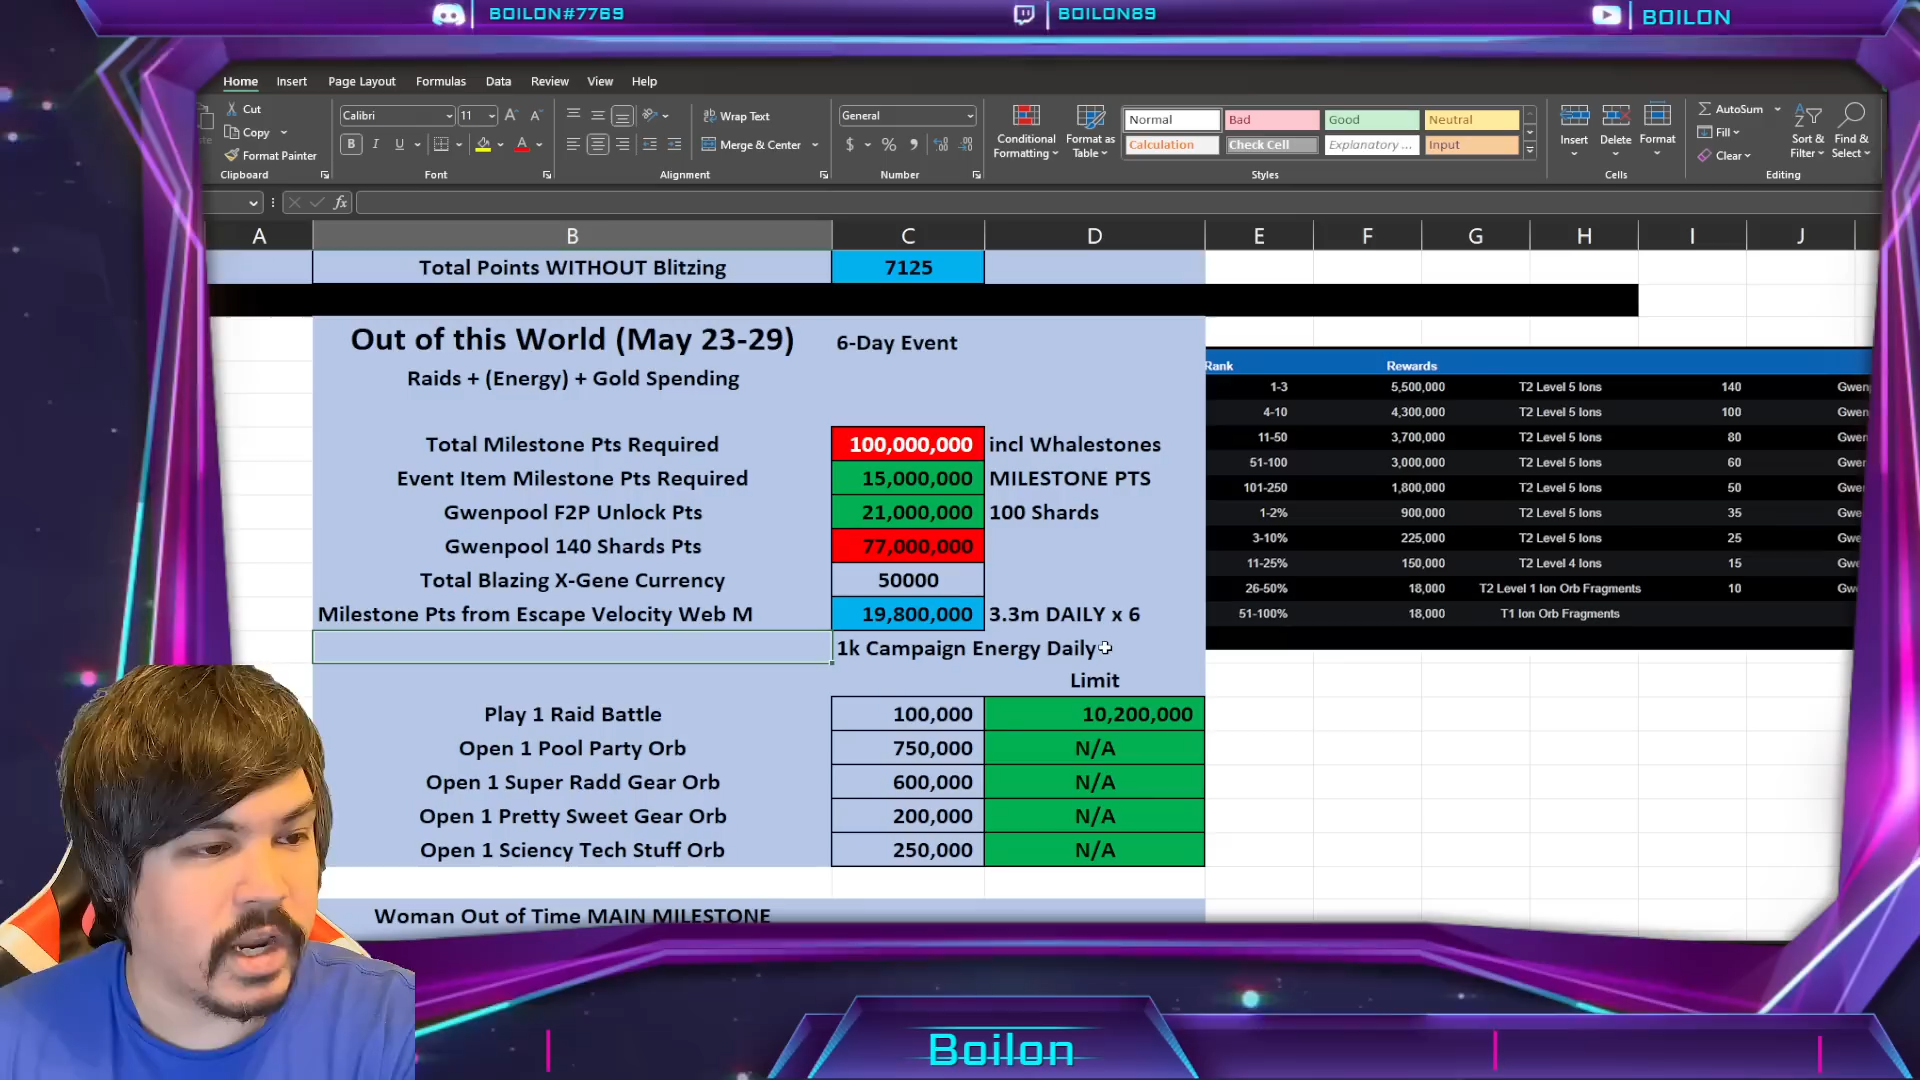 BOILON#7769
BOILON89
BOILON
Home Insert Page Layout Formulas Data Review View Help
Cut
Copy
Format Painter
Clipboard
Calibri 11
B I U
Font
Wrap Text
Merge & Center
Alignment
General
$ % ,
Number
Conditional Formatting
Format as Table
Normal Bad Good Neutral
Calculation Check Cell Explanatory ... Input
Styles
Insert Delete Format
Cells
AutoSum
Fill
Clear
Sort & Filter
Find & Select
Editing
fx
A B C D E F G H I J
Total Points WITHOUT Blitzing 7125
Out of this World (May 23-29) 6-Day Event
Raids + (Energy) + Gold Spending
Total Milestone Pts Required 100,000,000 incl Whalestones
Event Item Milestone Pts Required 15,000,000 MILESTONE PTS
Gwenpool F2P Unlock Pts 21,000,000 100 Shards
Gwenpool 140 Shards Pts 77,000,000
Total Blazing X-Gene Currency 50000
Milestone Pts from Escape Velocity Web M 19,800,000 3.3m DAILY x 6
1k Campaign Energy Daily
Limit
Play 1 Raid Battle 100,000 10,200,000
Open 1 Pool Party Orb 750,000 N/A
Open 1 Super Radd Gear Orb 600,000 N/A
Open 1 Pretty Sweet Gear Orb 200,000 N/A
Open 1 Sciency Tech Stuff Orb 250,000 N/A
Woman Out of Time MAIN MILESTONE
Rank Rewards
1-3 5,500,000 T2 Level 5 Ions 140 Gwen
4-10 4,300,000 T2 Level 5 Ions 100 Gwen
11-50 3,700,000 T2 Level 5 Ions 80 Gwen
51-100 3,000,000 T2 Level 5 Ions 60 Gwe
101-250 1,800,000 T2 Level 5 Ions 50 Gwe
1-2% 900,000 T2 Level 5 Ions 35 Gwe
3-10% 225,000 T2 Level 5 Ions 25 Gwe
11-25% 150,000 T2 Level 4 Ions 15 Gwe
26-50% 18,000 T2 Level 1 Ion Orb Fragments 10 Gwe
51-100% 18,000 T1 Ion Orb Fragments
Boilon